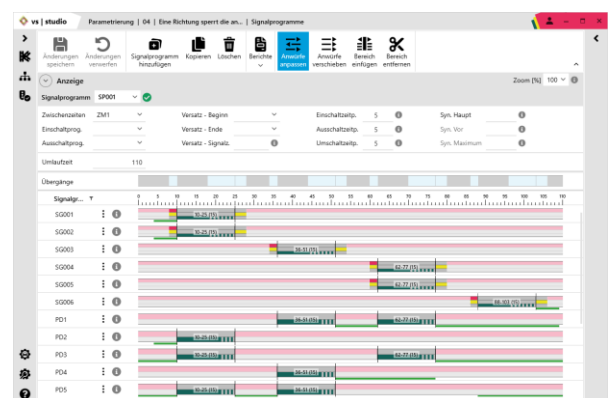 vs | studio Parametrierung | 04 | Eine Richtung sperrt die an... | Signalprogramme
Änderungen speichern
Änderungen verwerfen
Signalprogramm hinzufügen
Kopieren
Löschen
Berichte
Anwürfe anpassen
Anwürfe verschieben
Bereich einfügen
Bereich entfernen
Anzeige Zoom [%] 100
Signalprogramm SP001
Zwischenzeiten ZM1 Versatz - Beginn Einschaltzeitp. 5 Syn. Haupt
Einschaltprog. Versatz - Ende Ausschaltzeitp. 5 Syn. Vor
Ausschaltprog. Versatz - Signalz. Umschaltzeitp. 5 Syn. Maximum
Umlaufzeit 110
Übergänge
Signalgr... 0 5 10 15 20 25 30 35 40 45 50 55 60 65 70 75 80 85 90 95 100 105 110
SG001 10-25 (15)
SG002 10-25 (15)
SG003 36-51 (15)
SG004 62-77 (15)
SG005 62-77 (15)
SG006 88-103 (15)
PD1 36-51 (15) 62-77 (15)
PD2 10-25 (15)
PD3 10-25 (15) 62-77 (15)
PD4 36-51 (15)
PD5 10-25 (15) 36-51 (15)